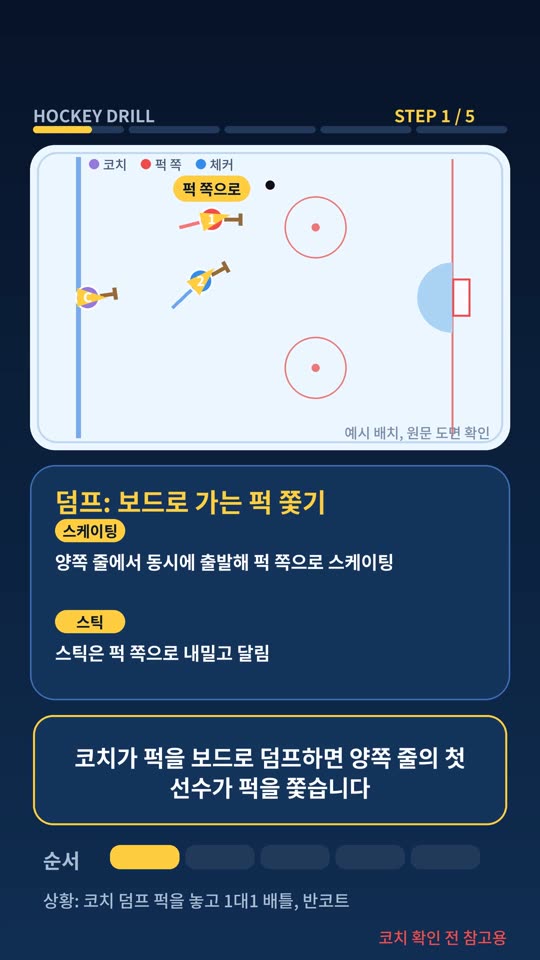 HOCKEY DRILL
STEP 1 / 5
코치 퍽 쪽 체커
퍽 쪽으로
1
2
C
예시 배치, 원문 도면 확인
덤프: 보드로 가는 퍽 쫓기
스케이팅
양쪽 줄에서 동시에 출발해 퍽 쪽으로 스케이팅
스틱
스틱은 퍽 쪽으로 내밀고 달림
코치가 퍽을 보드로 덤프하면 양쪽 줄의 첫
선수가 퍽을 쫓습니다
순서
상황: 코치 덤프 퍽을 놓고 1대1 배틀, 반코트
코치 확인 전 참고용